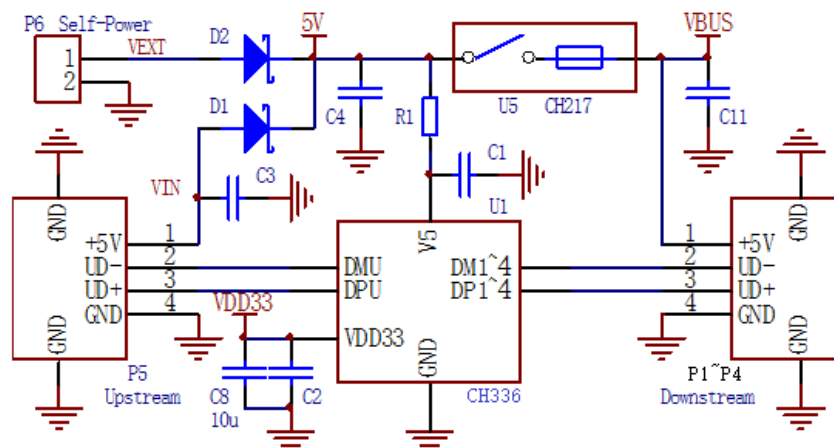 P6 Self-Power
VEXT
1
2
D2
5V
VBUS
U5
CH217
C4
R1
C11
D1
VIN
C3
C1
U1
GND
+5V
UD-
UD+
GND
GND
1
2
3
4
P5
Upstream
VDD33
C8
10u
C2
V5
DMU
DPU
VDD33
GND
DM1~4
DP1~4
CH336
1
2
3
4
GND
+5V
UD-
UD+
GND
GND
P1~P4
Downstream